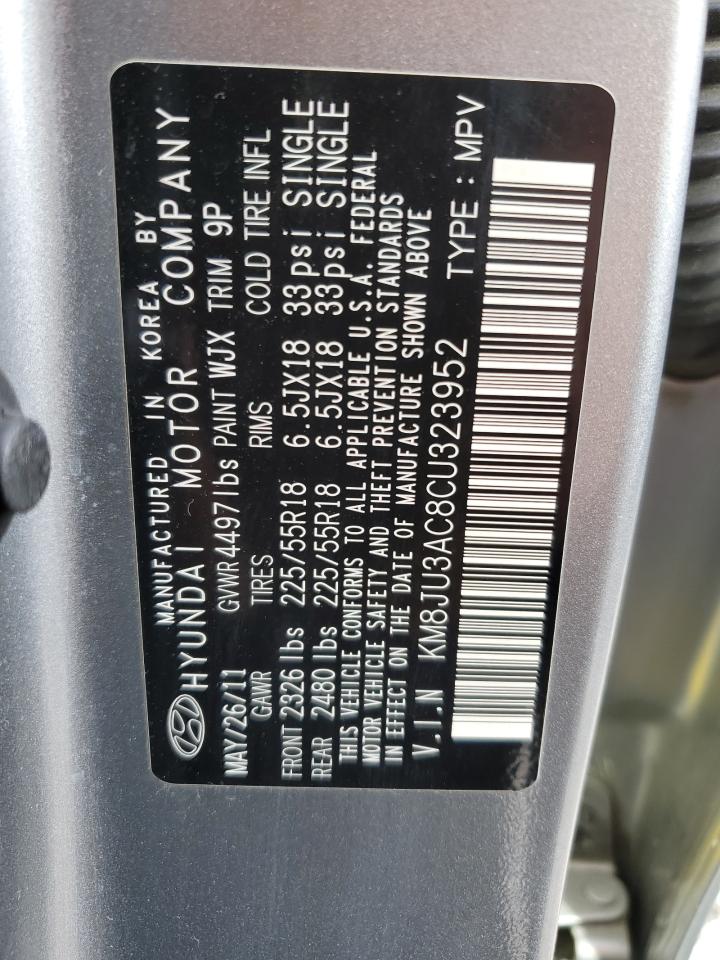 MANUFACTURED IN KOREA BY
HYUNDAI MOTOR COMPANY
MAY/26/11 GVWR4497lbs PAINT WJX TRIM 9P
GAWR TIRES RIMS COLD TIRE INFL
FRONT 2326 lbs 225/55R18 6.5JX18 33psi SINGLE
REAR 2480 lbs 225/55R18 6.5JX18 33psi SINGLE
THIS VEHICLE CONFORMS TO ALL APPLICABLE U.S.A. FEDERAL
MOTOR VEHICLE SAFETY AND THEFT PREVENTION STANDARDS
IN EFFECT ON THE DATE OF MANUFACTURE SHOWN ABOVE
V.I.N KM8JU3AC8CU323952 TYPE : MPV